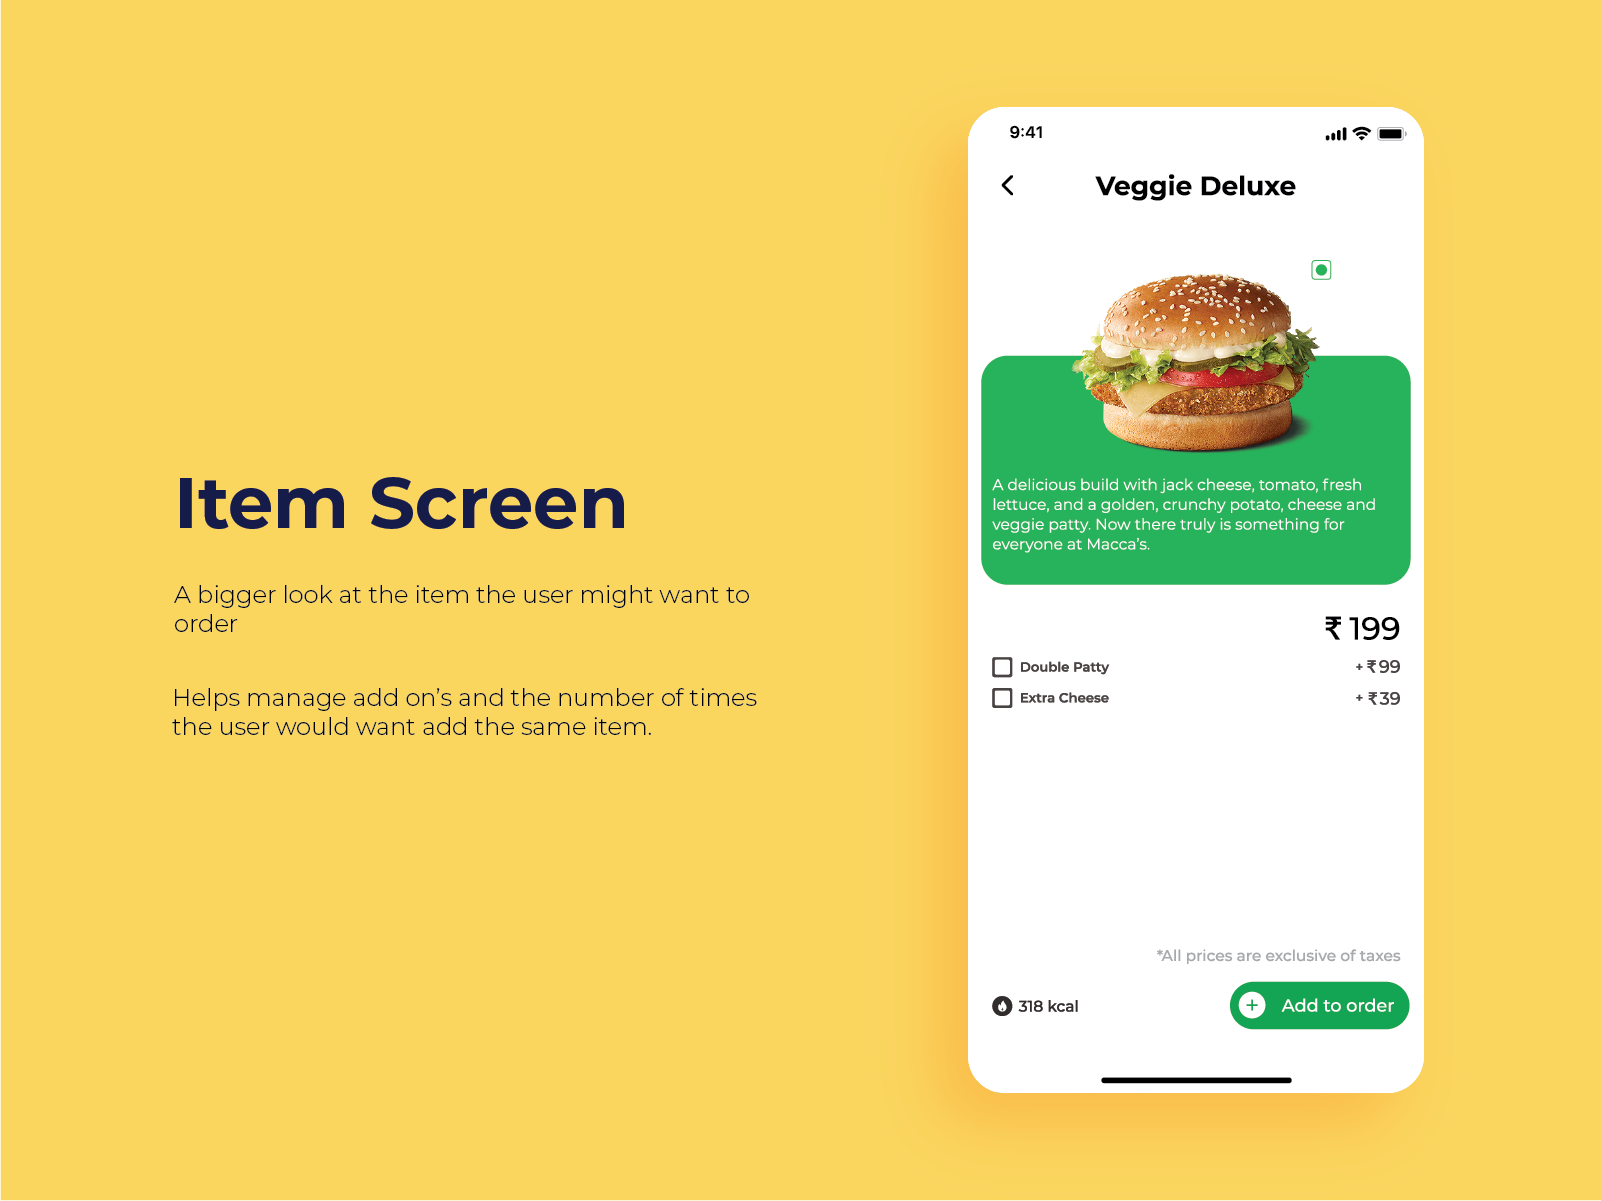 Item Screen
A bigger look at the item the user might want to
order
Helps manage add on’s and the number of times
the user would want add the same item.
9:41
Veggie Deluxe
A delicious build with jack cheese, tomato, fresh
lettuce, and a golden, crunchy potato, cheese and
veggie patty. Now there truly is something for
everyone at Macca’s.
₹ 199
Double Patty + ₹ 99
Extra Cheese + ₹ 39
*All prices are exclusive of taxes
318 kcal
+ Add to order